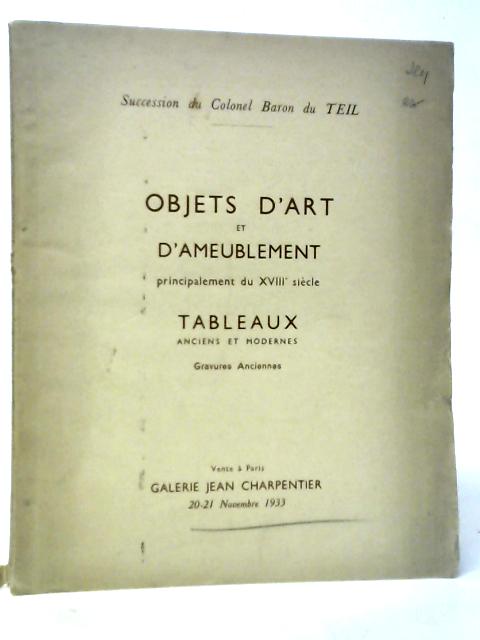 Succession du Colonel Baron du TEIL
OBJETS D'ART
ET
D'AMEUBLEMENT
principalement du XVIIIᵉ siècle
TABLEAUX
ANCIENS ET MODERNES
Gravures Anciennes
Vente à Paris
GALERIE JEAN CHARPENTIER
20-21 Novembre 1933